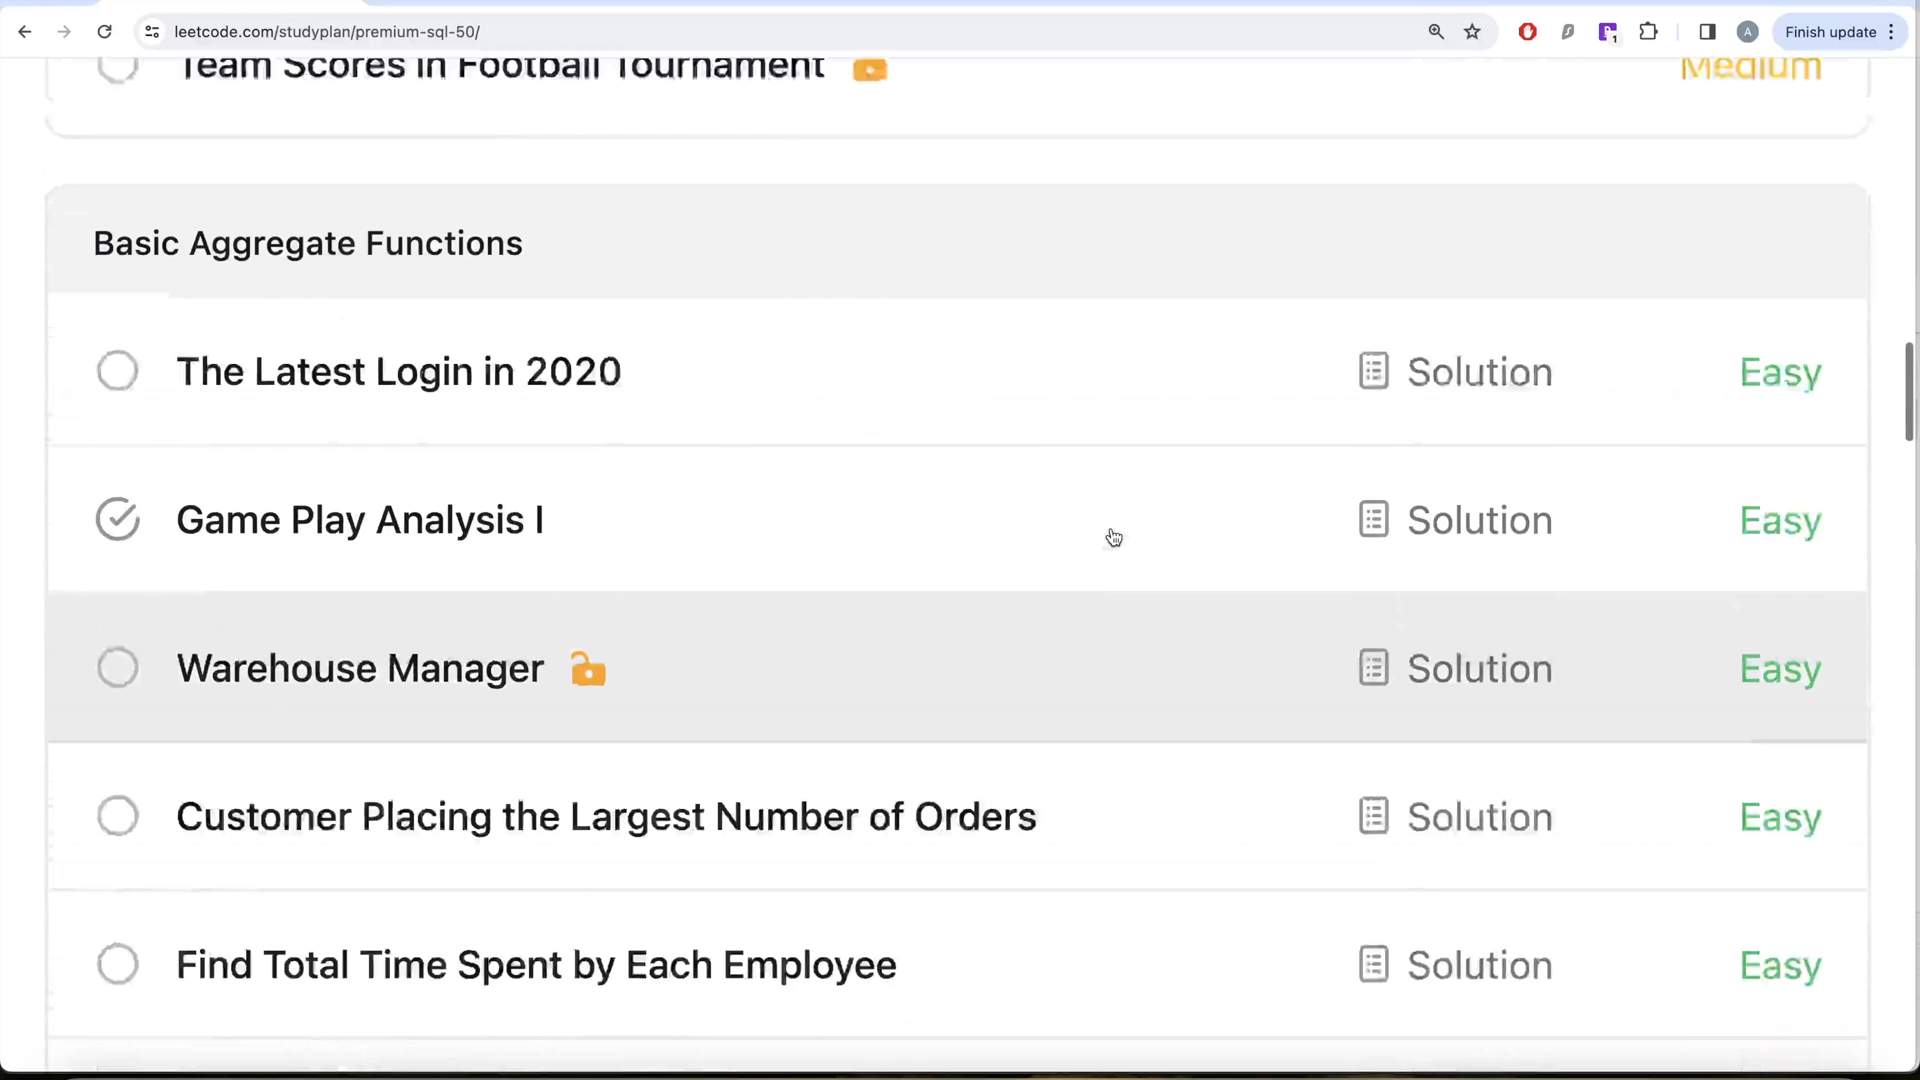 leetcode.com/studyplan/premium-sql-50/
1
A
Finish update
Team Scores in Football Tournament Medium
Basic Aggregate Functions
The Latest Login in 2020 Solution Easy
Game Play Analysis I Solution Easy
Warehouse Manager Solution Easy
Customer Placing the Largest Number of Orders Solution Easy
Find Total Time Spent by Each Employee Solution Easy